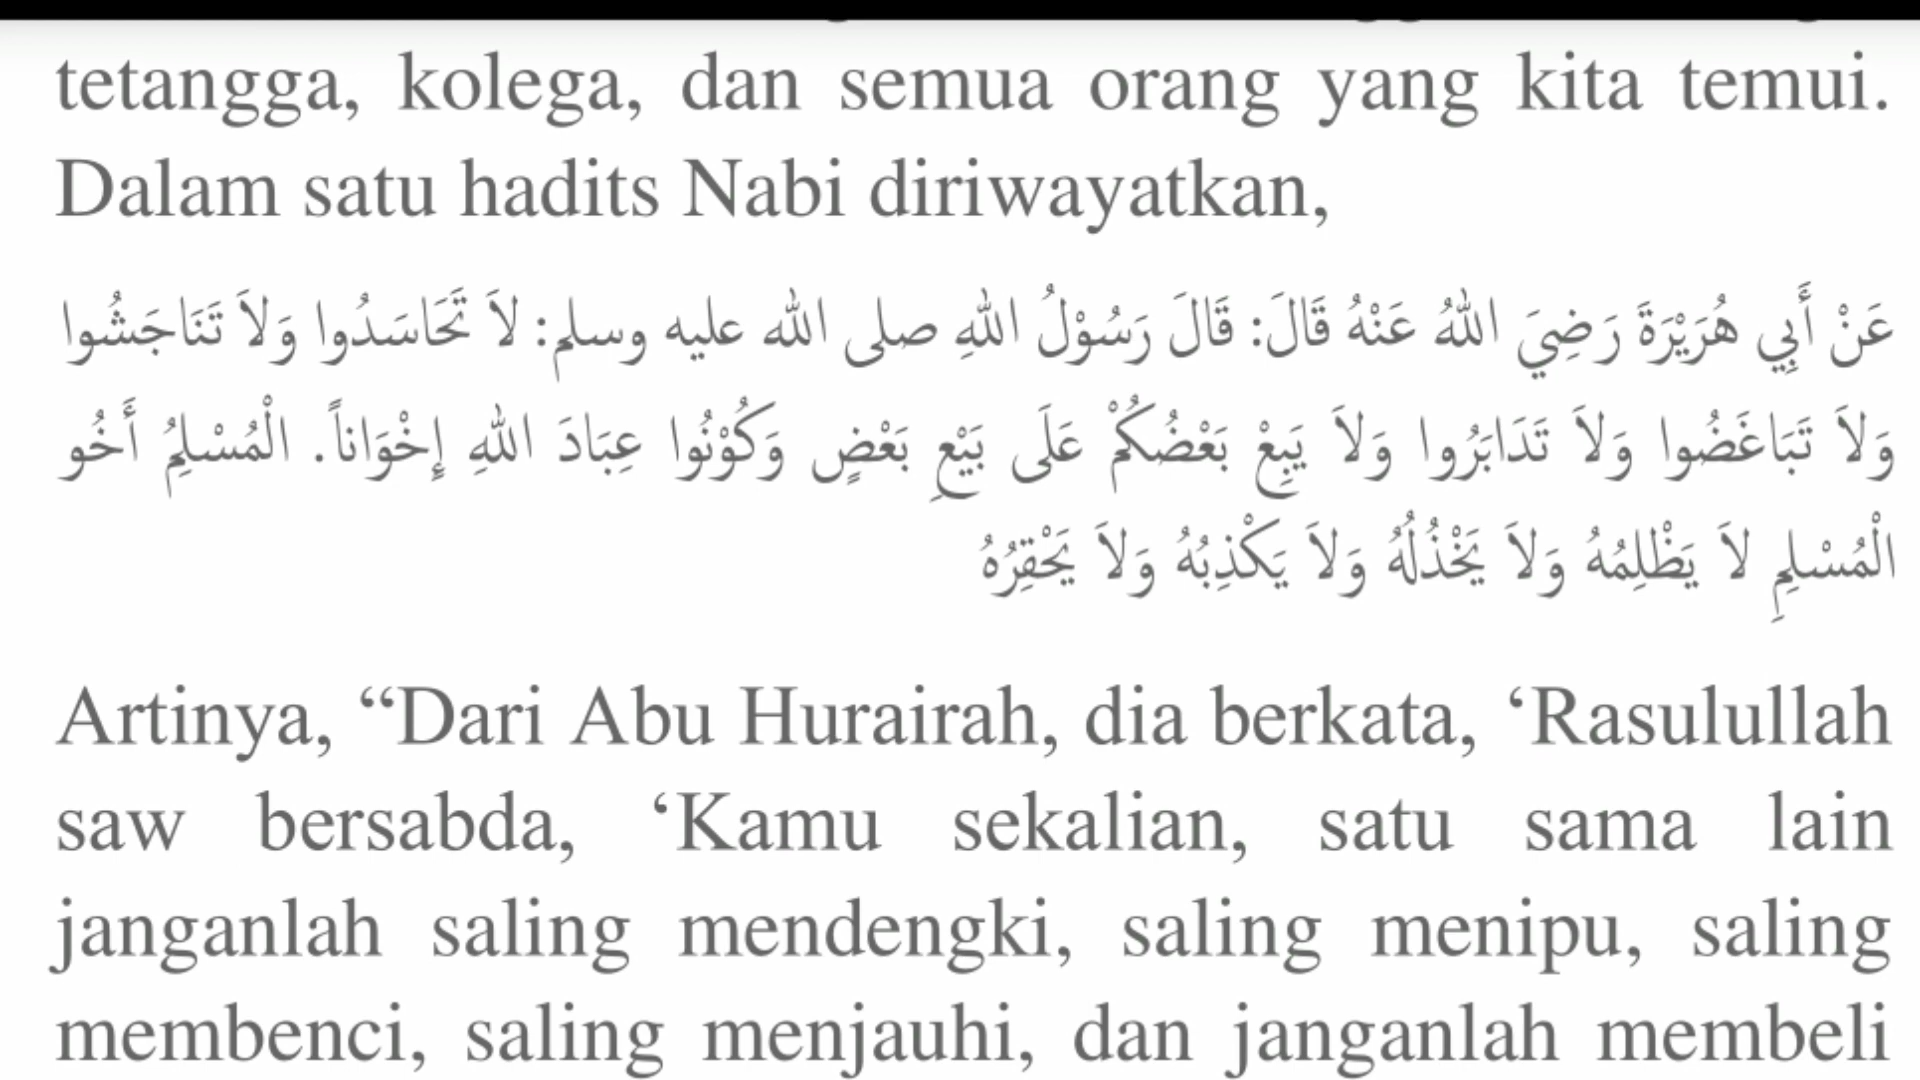 tetangga, kolega, dan semua orang yang kita temui.
Dalam satu hadits Nabi diriwayatkan,
عَنْ أَبِي هُرَيْرَةَ رَضِيَ اللهُ عَنْهُ قَالَ: قَالَ رَسُوْلُ اللهِ صلى الله عليه وسلم: لاَ تَحَاسَدُوا وَلاَ تَنَاجَشُوا
وَلاَ تَبَاغَضُوا وَلاَ تَدَابَرُوا وَلاَ يَبِعْ بَعْضُكُمْ عَلَى بَيْعِ بَعْضٍ وَكُوْنُوا عِبَادَ اللهِ إِخْوَاناً. الْمُسْلِمُ أَخُو
الْمُسْلِمِ لاَ يَظْلِمُهُ وَلاَ يَخْذُلُهُ وَلاَ يَكْذِبُهُ وَلاَ يَحْقِرُهُ
Artinya, “Dari Abu Hurairah, dia berkata, ‘Rasulullah
saw bersabda, ‘Kamu sekalian, satu sama lain
janganlah saling mendengki, saling menipu, saling
membenci, saling menjauhi, dan janganlah membeli